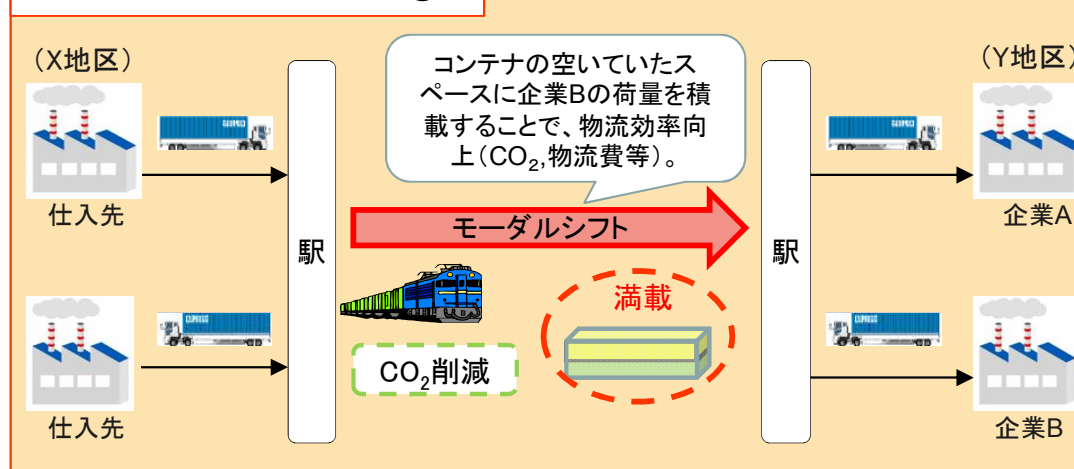 (X地区)
(Y地区)
コンテナの空いていたス
ペースに企業Bの荷量を積
載することで、物流効率向
上(CO₂,物流費等)。
仕入先
駅
モーダルシフト
駅
企業A
満載
CO₂削減
EXPRESS
仕入先
企業B